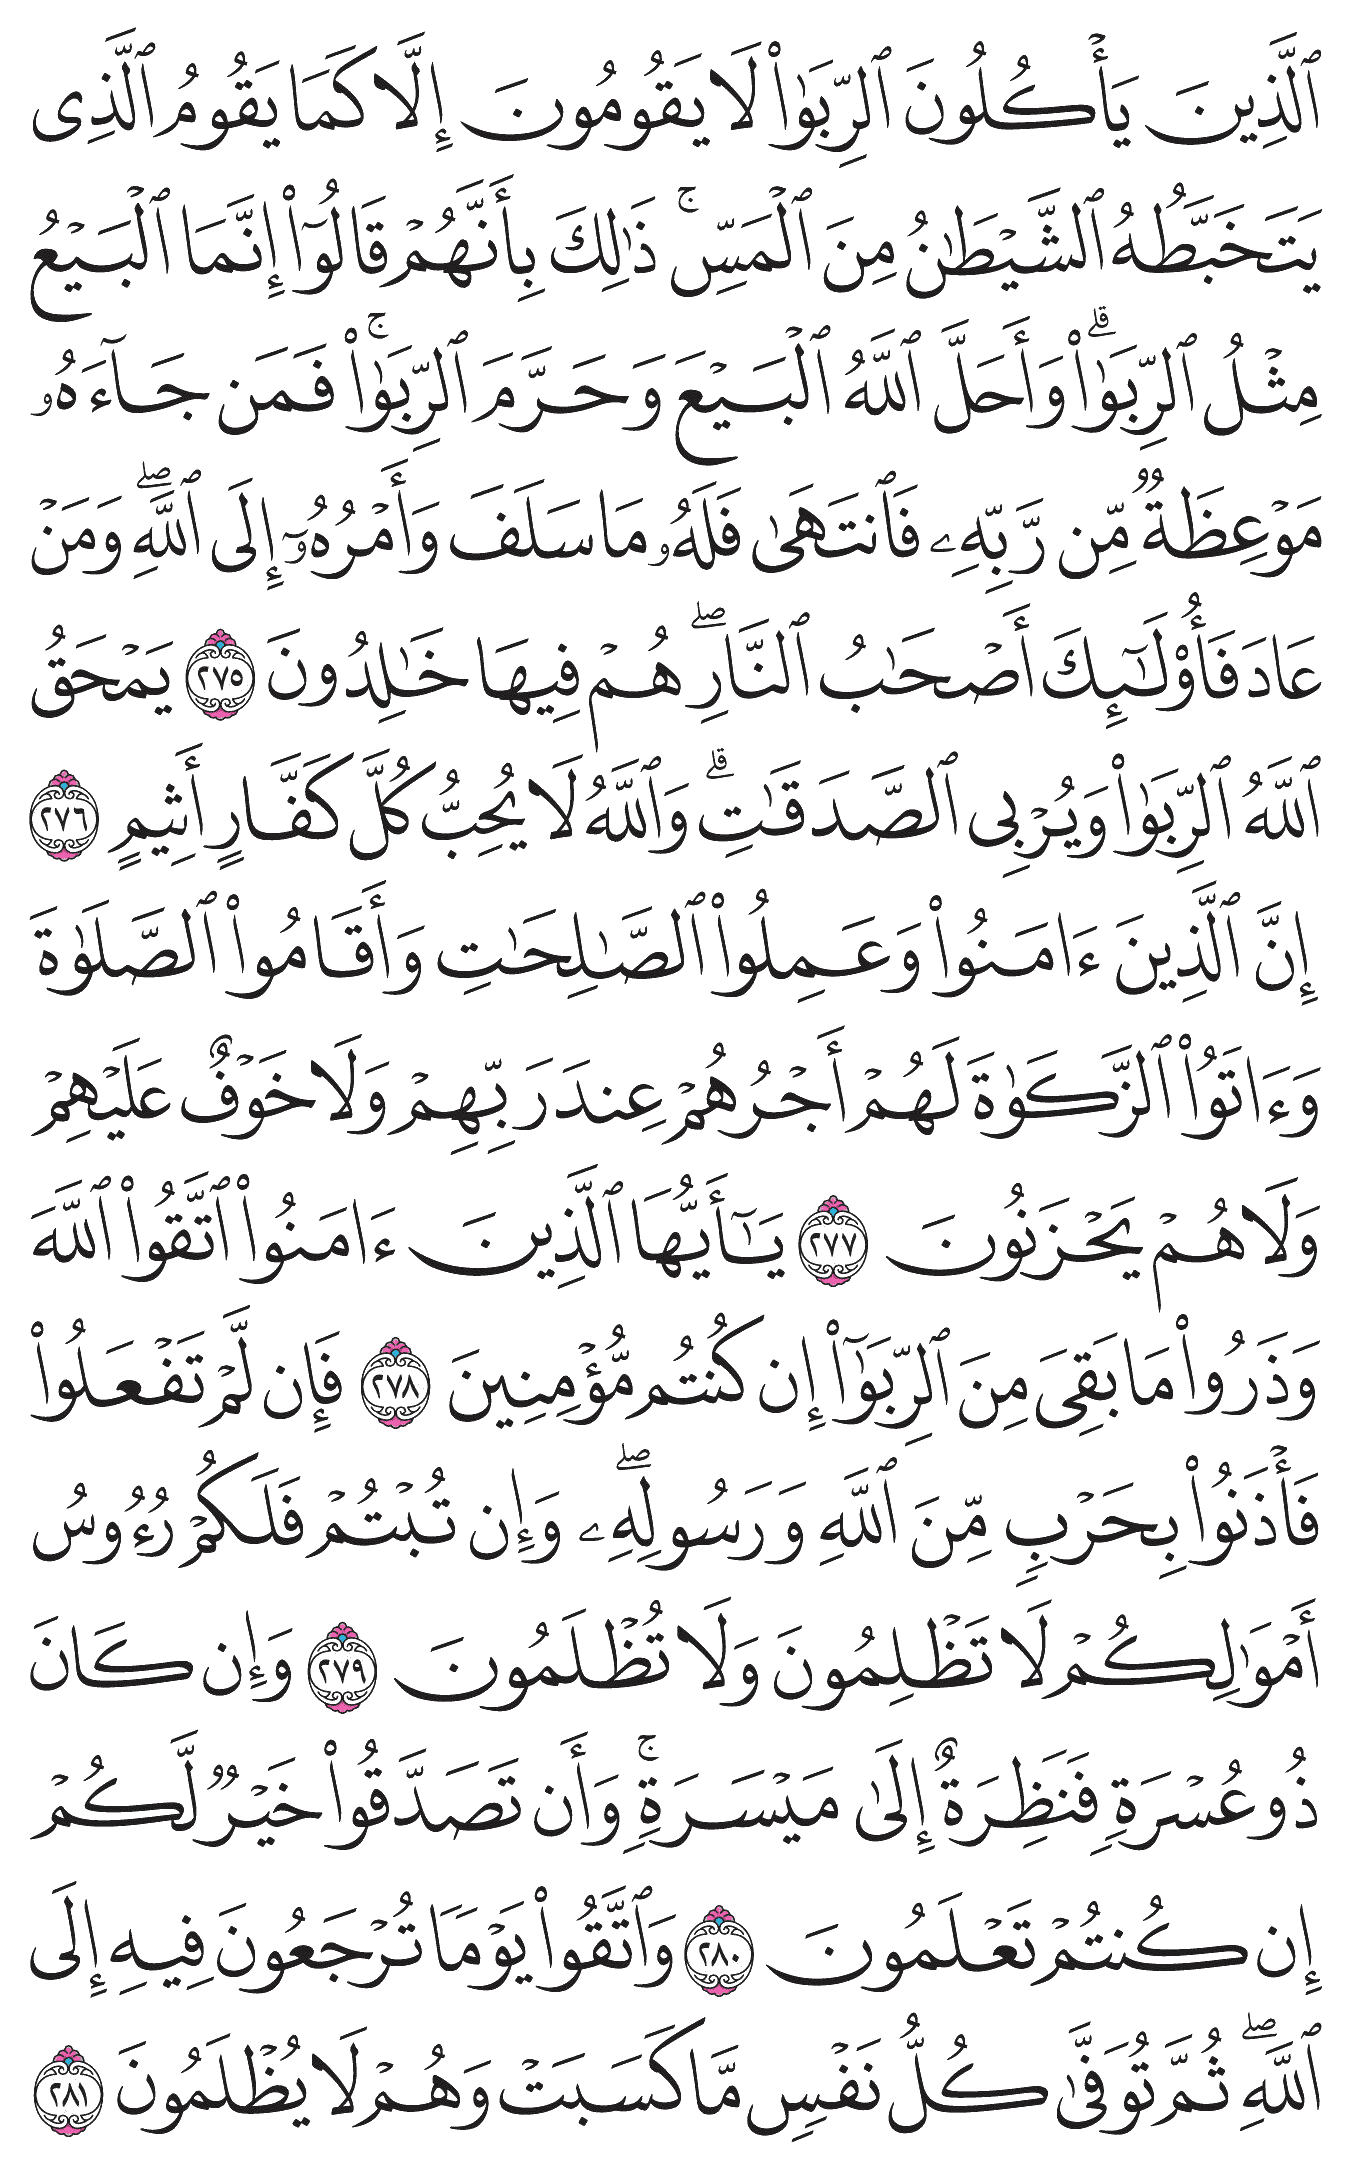 ٱلَّذِينَ يَأۡكُلُونَ ٱلرِّبَوٰاْ لَا يَقُومُونَ إِلَّا كَمَا يَقُومُ ٱلَّذِى
يَتَخَبَّطُهُ ٱلشَّيۡطَٰنُ مِنَ ٱلۡمَسِّۚ ذَٰلِكَ بِأَنَّهُمۡ قَالُوٓاْ إِنَّمَا ٱلۡبَيۡعُ
مِثۡلُ ٱلرِّبَوٰاْۗ وَأَحَلَّ ٱللَّهُ ٱلۡبَيۡعَ وَحَرَّمَ ٱلرِّبَوٰاْۚ فَمَن جَآءَهُۥ
مَوۡعِظَةٞ مِّن رَّبِّهِۦ فَٱنتَهَىٰ فَلَهُۥ مَا سَلَفَ وَأَمۡرُهُۥٓ إِلَى ٱللَّهِۖ وَمَنۡ
عَادَ فَأُوْلَٰٓئِكَ أَصۡحَٰبُ ٱلنَّارِۖ هُمۡ فِيهَا خَٰلِدُونَ ٢٧٥ يَمۡحَقُ
ٱللَّهُ ٱلرِّبَوٰاْ وَيُرۡبِى ٱلصَّدَقَٰتِۗ وَٱللَّهُ لَا يُحِبُّ كُلَّ كَفَّارٍ أَثِيمٍ ٢٧٦
إِنَّ ٱلَّذِينَ ءَامَنُواْ وَعَمِلُواْ ٱلصَّٰلِحَٰتِ وَأَقَامُواْ ٱلصَّلَوٰةَ
وَءَاتَوُاْ ٱلزَّكَوٰةَ لَهُمۡ أَجۡرُهُمۡ عِندَ رَبِّهِمۡ وَلَا خَوۡفٌ عَلَيۡهِمۡ
وَلَا هُمۡ يَحۡزَنُونَ ٢٧٧ يَٰٓأَيُّهَا ٱلَّذِينَ ءَامَنُواْ ٱتَّقُواْ ٱللَّهَ
وَذَرُواْ مَا بَقِىَ مِنَ ٱلرِّبَوٰٓاْ إِن كُنتُم مُّؤۡمِنِينَ ٢٧٨ فَإِن لَّمۡ تَفۡعَلُواْ
فَأۡذَنُواْ بِحَرۡبٖ مِّنَ ٱللَّهِ وَرَسُولِهِۦۖ وَإِن تُبۡتُمۡ فَلَكُمۡ رُءُوسُ
أَمۡوَٰلِكُمۡ لَا تَظۡلِمُونَ وَلَا تُظۡلَمُونَ ٢٧٩ وَإِن كَانَ
ذُو عُسۡرَةٖ فَنَظِرَةٌ إِلَىٰ مَيۡسَرَةٖۚ وَأَن تَصَدَّقُواْ خَيۡرٞ لَّكُمۡ
إِن كُنتُمۡ تَعۡلَمُونَ ٢٨٠ وَٱتَّقُواْ يَوۡمٗا تُرۡجَعُونَ فِيهِ إِلَى
ٱللَّهِۖ ثُمَّ تُوَفَّىٰ كُلُّ نَفۡسٖ مَّا كَسَبَتۡ وَهُمۡ لَا يُظۡلَمُونَ ٢٨١